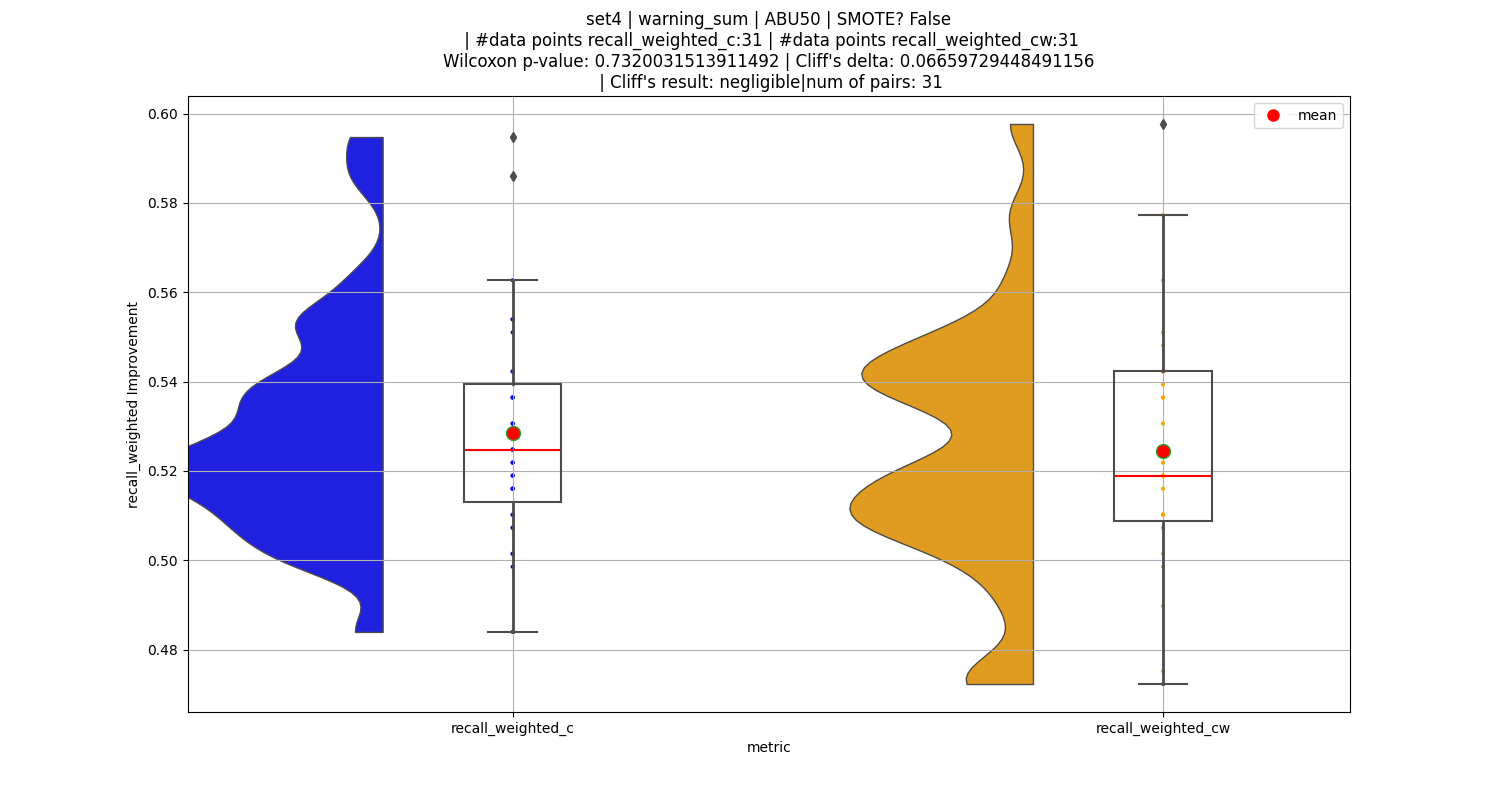 set4 | warning_sum | ABU50 | SMOTE? False
| #data points recall_weighted_c:31 | #data points recall_weighted_cw:31
Wilcoxon p-value: 0.7320031513911492 | Cliff's delta: 0.06659729448491156
| Cliff's result: negligible|num of pairs: 31
mean
recall_weighted Improvement
0.60
0.58
0.56
0.54
0.52
0.50
0.48
recall_weighted_c
recall_weighted_cw
metric